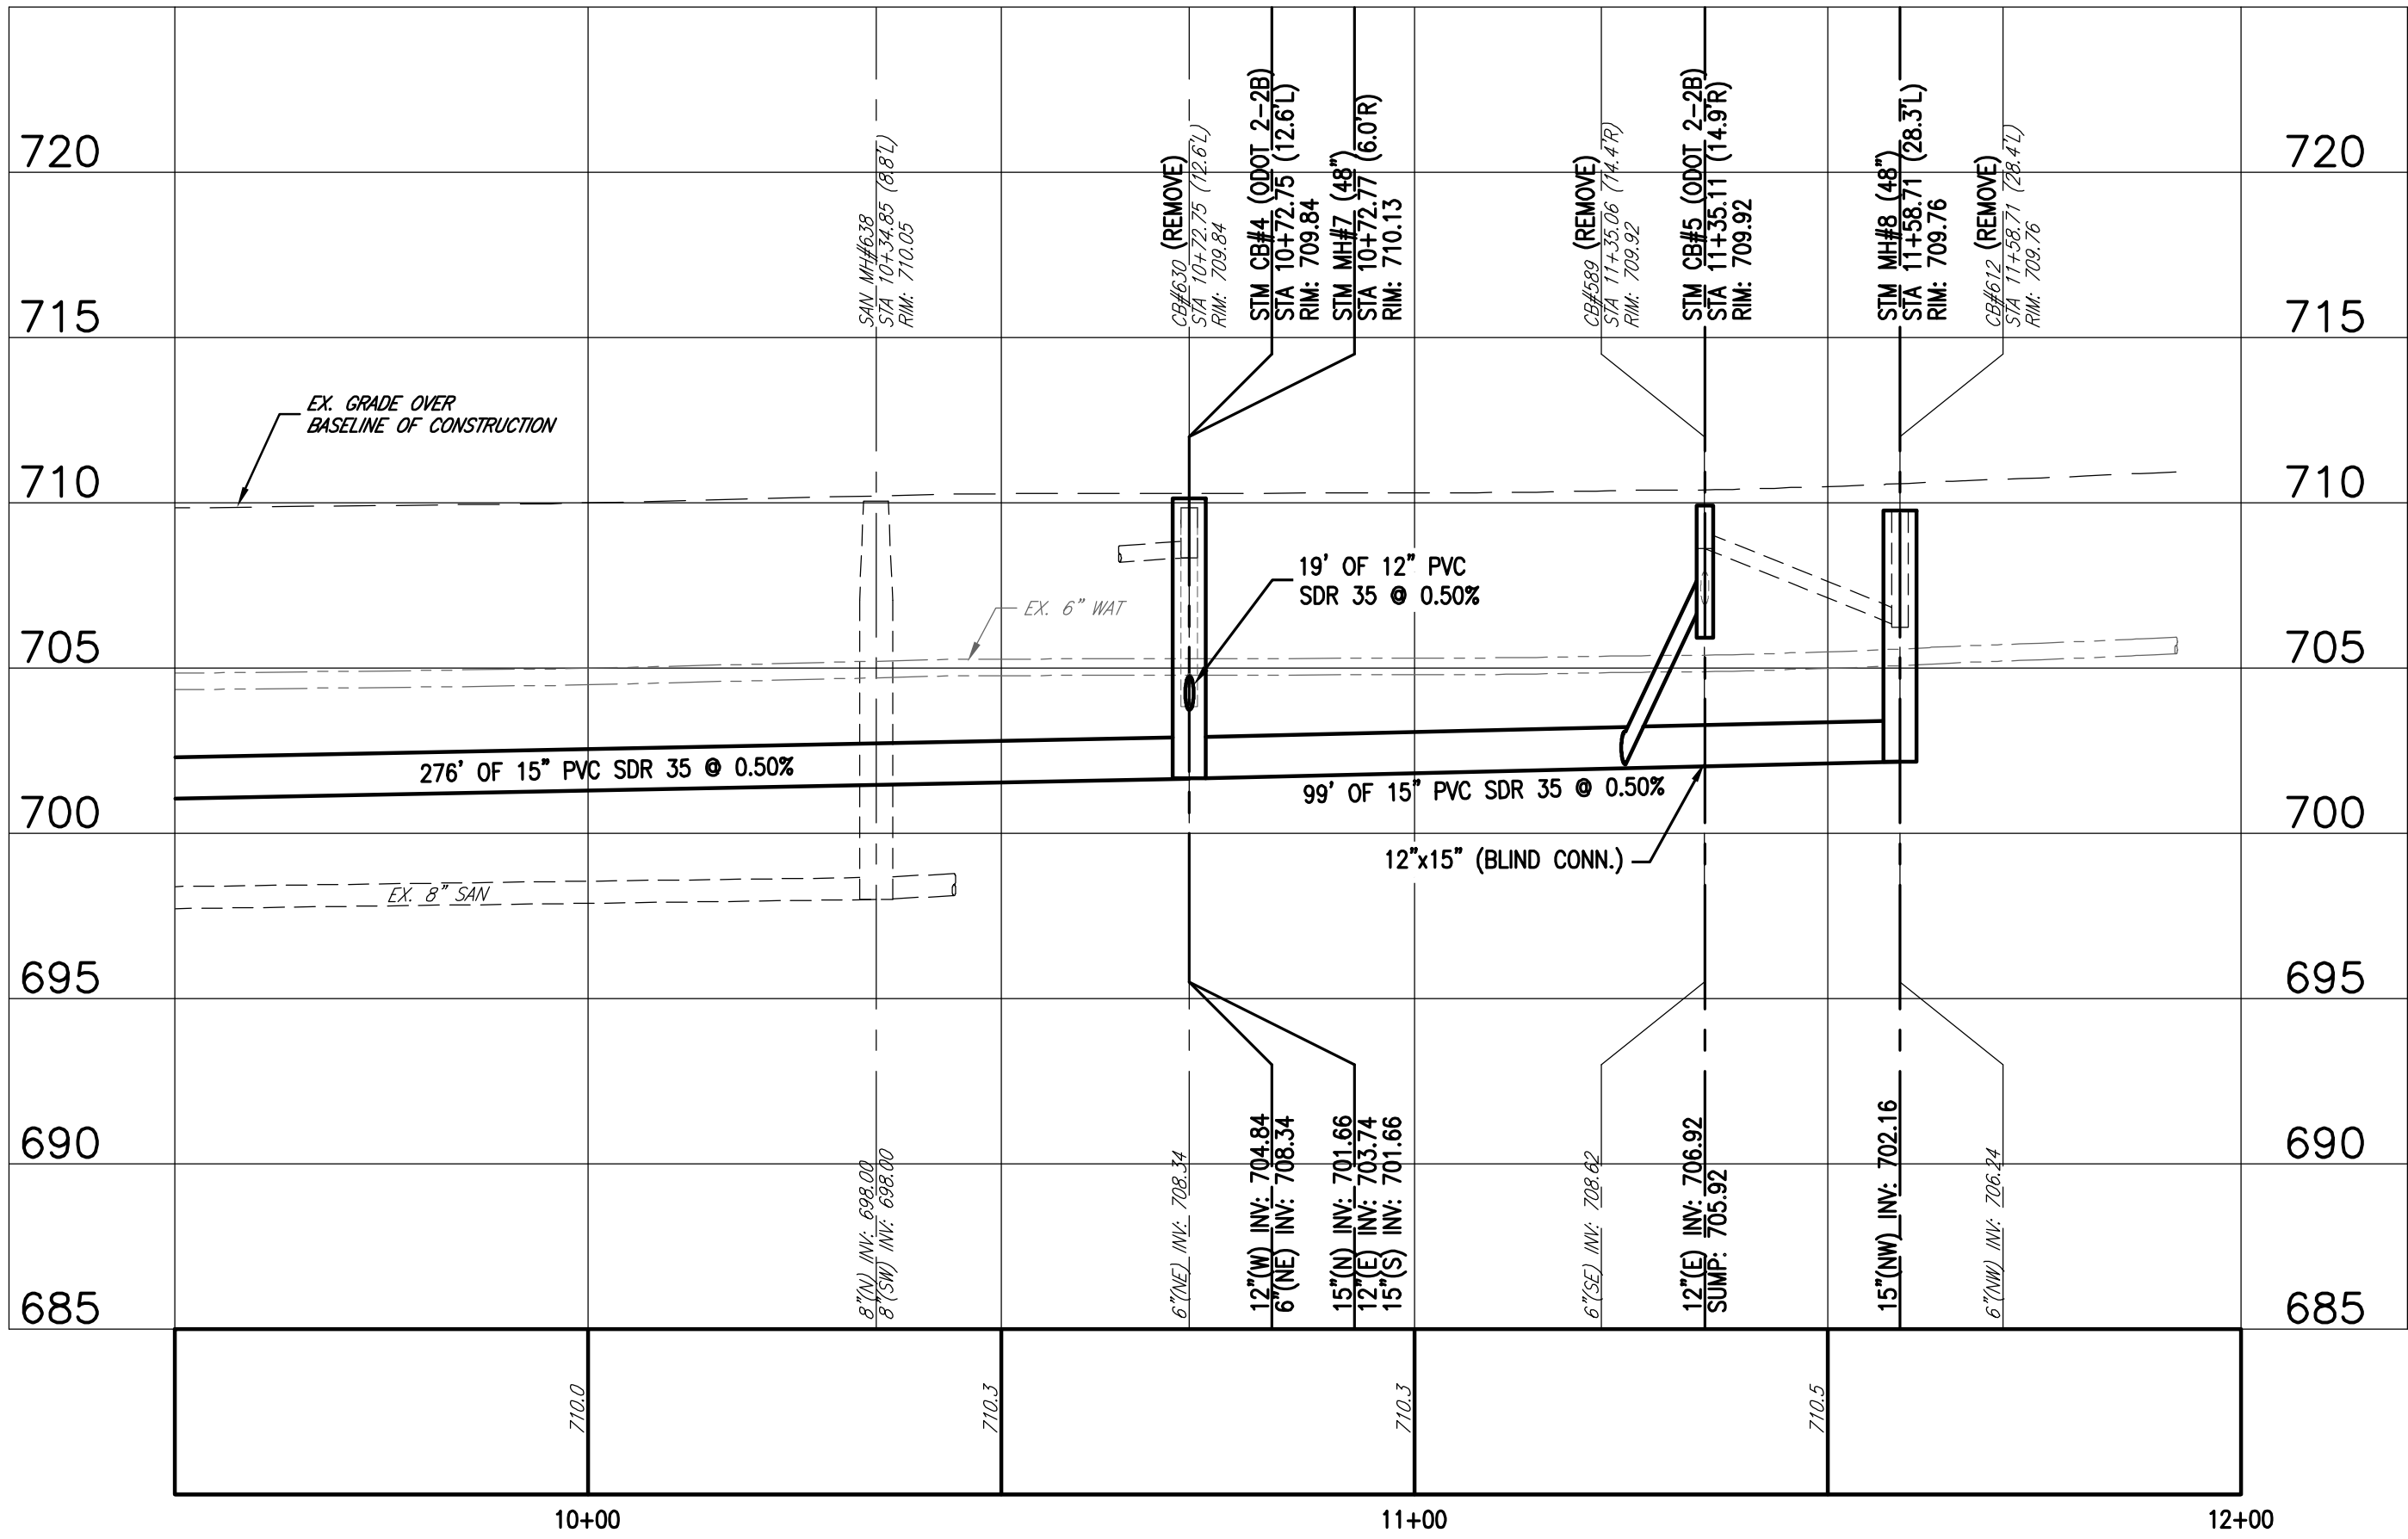 SAN MH#638
STA 10+34.85 (8.8'L)
RIM: 710.05
CB#630 (REMOVE)
STA 10+72.75 (12.6'L)
RIM: 709.84
STM CB#4 (ODOT 2-2B)
STA 10+72.75 (12.6'L)
RIM: 709.84
STM MH#7 (48")
STA 10+72.77 (6.0'R)
RIM: 710.13
CB#589 (REMOVE)
STA 11+35.06 (14.4'R)
RIM: 709.92
STM CB#5 (ODOT 2-2B)
STA 11+35.11 (14.9'R)
RIM: 709.92
STM MH#8 (48")
STA 11+58.71 (28.3'L)
RIM: 709.76
CB#612 (REMOVE)
STA 11+58.71 (28.4'L)
RIM: 709.76
720
720
715
715
EX. GRADE OVER
BASELINE OF CONSTRUCTION
710
710
19' OF 12" PVC
SDR 35 @ 0.50%
EX. 6" WAT
705
705
276' OF 15" PVC SDR 35 @ 0.50%
99' OF 15" PVC SDR 35 @ 0.50%
700
700
12"x15" (BLIND CONN.)
EX. 8" SAN
695
695
690
690
8"(N) INV: 698.00
8"(SW) INV: 698.00
6"(NE) INV: 708.34
12"(W) INV: 704.84
6"(NE) INV: 708.34
15"(N) INV: 701.66
12"(E) INV: 703.74
15"(S) INV: 701.66
6"(SE) INV: 708.62
12"(E) INV: 706.92
SUMP: 705.92
15"(NW) INV: 702.16
6"(NW) INV: 706.24
685
685
710.0
710.3
710.3
710.5
10+00
11+00
12+00